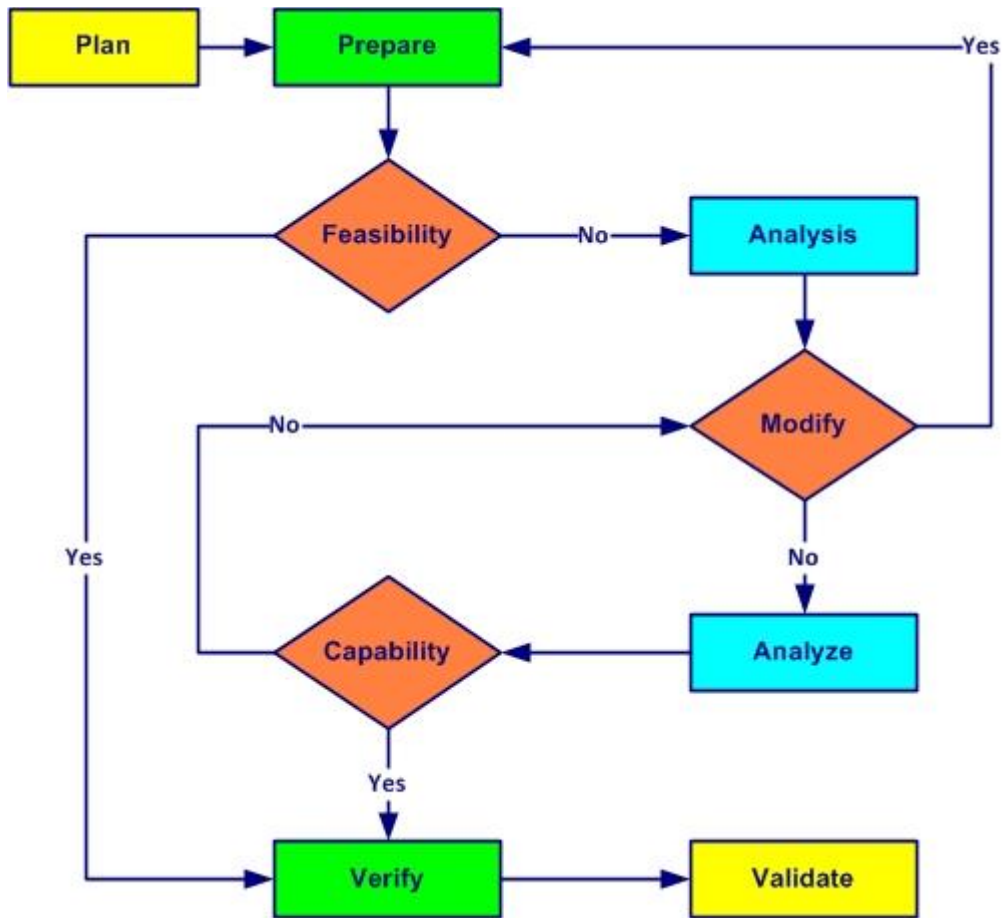 Plan
Prepare
Yes
Feasibility
No
Analysis
No
Modify
Yes
No
Capability
Analyze
Yes
Verify
Validate